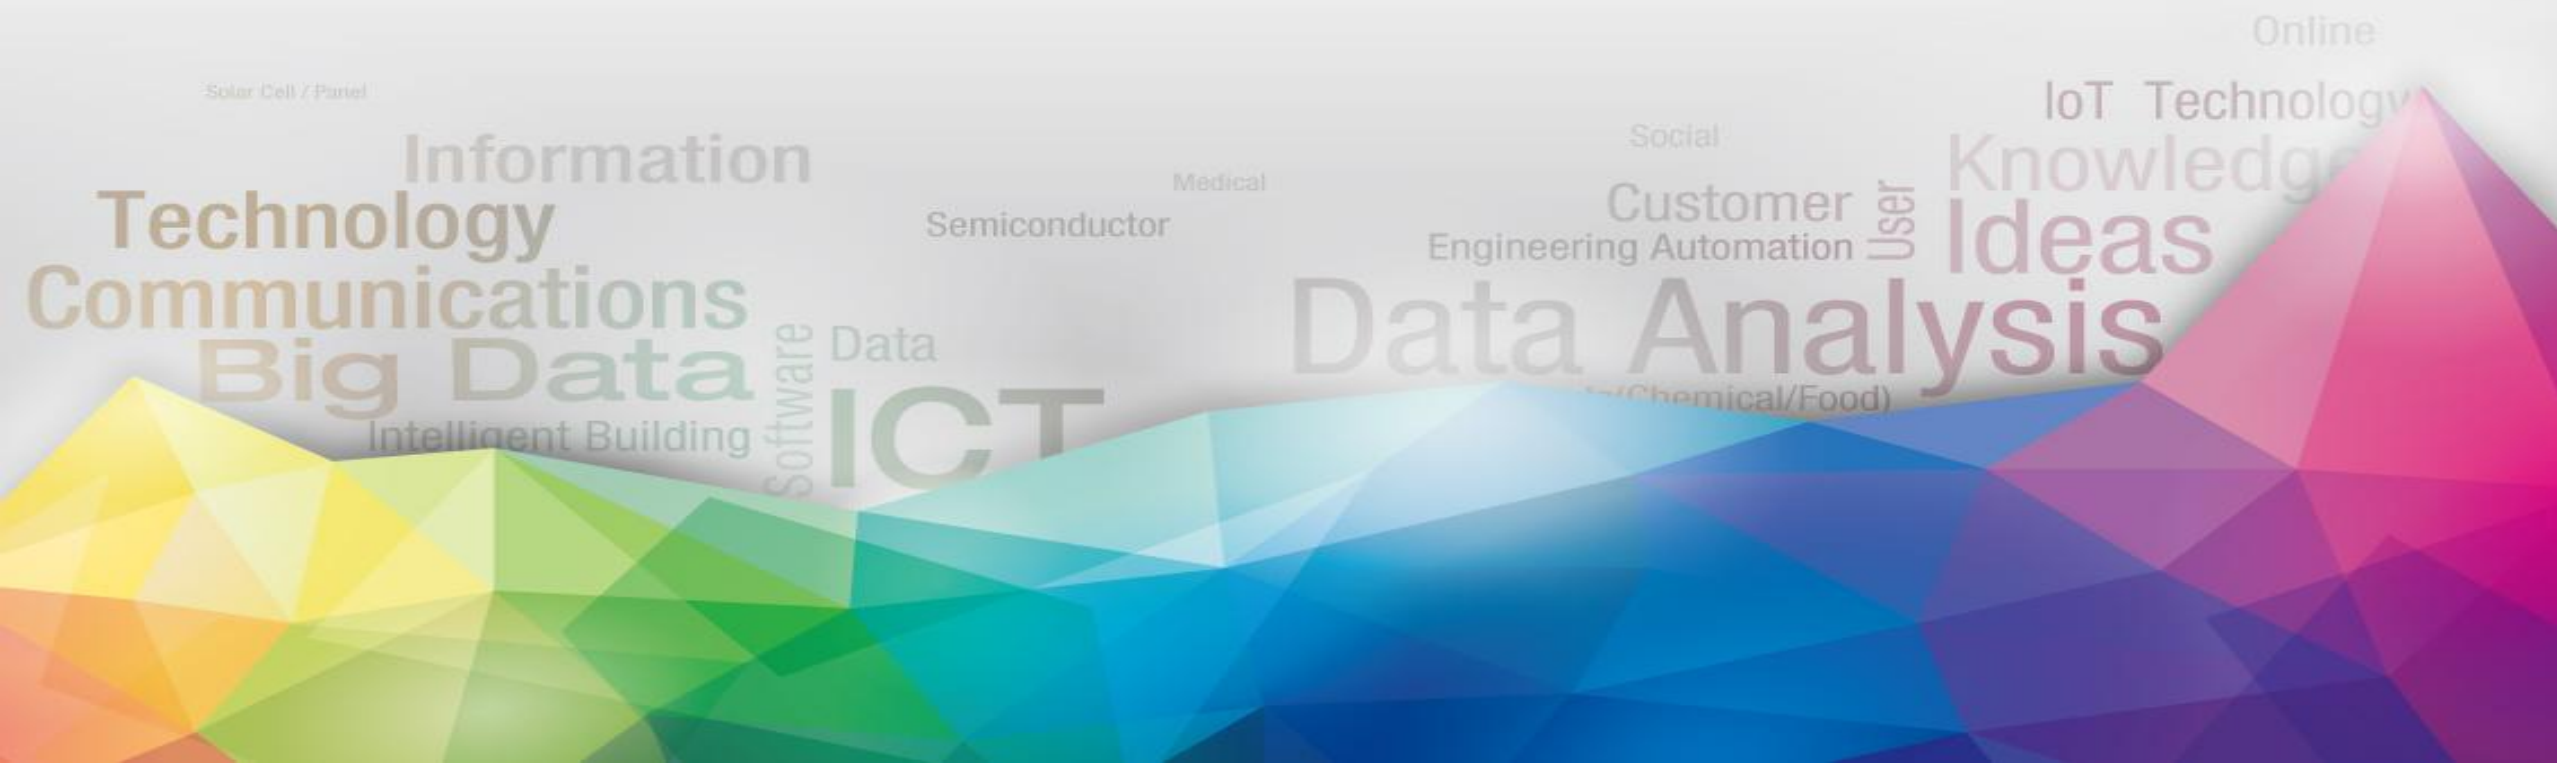 Online
Solar Cell / Panel
IoT Technology
Information
Social
Knowledge
Medical
Technology
Semiconductor
Customer
User
Ideas
Engineering Automation
Communications
Data Analysis
Software
Data
Big Data
(Chemical/Food)
ICT
Intelligent Building